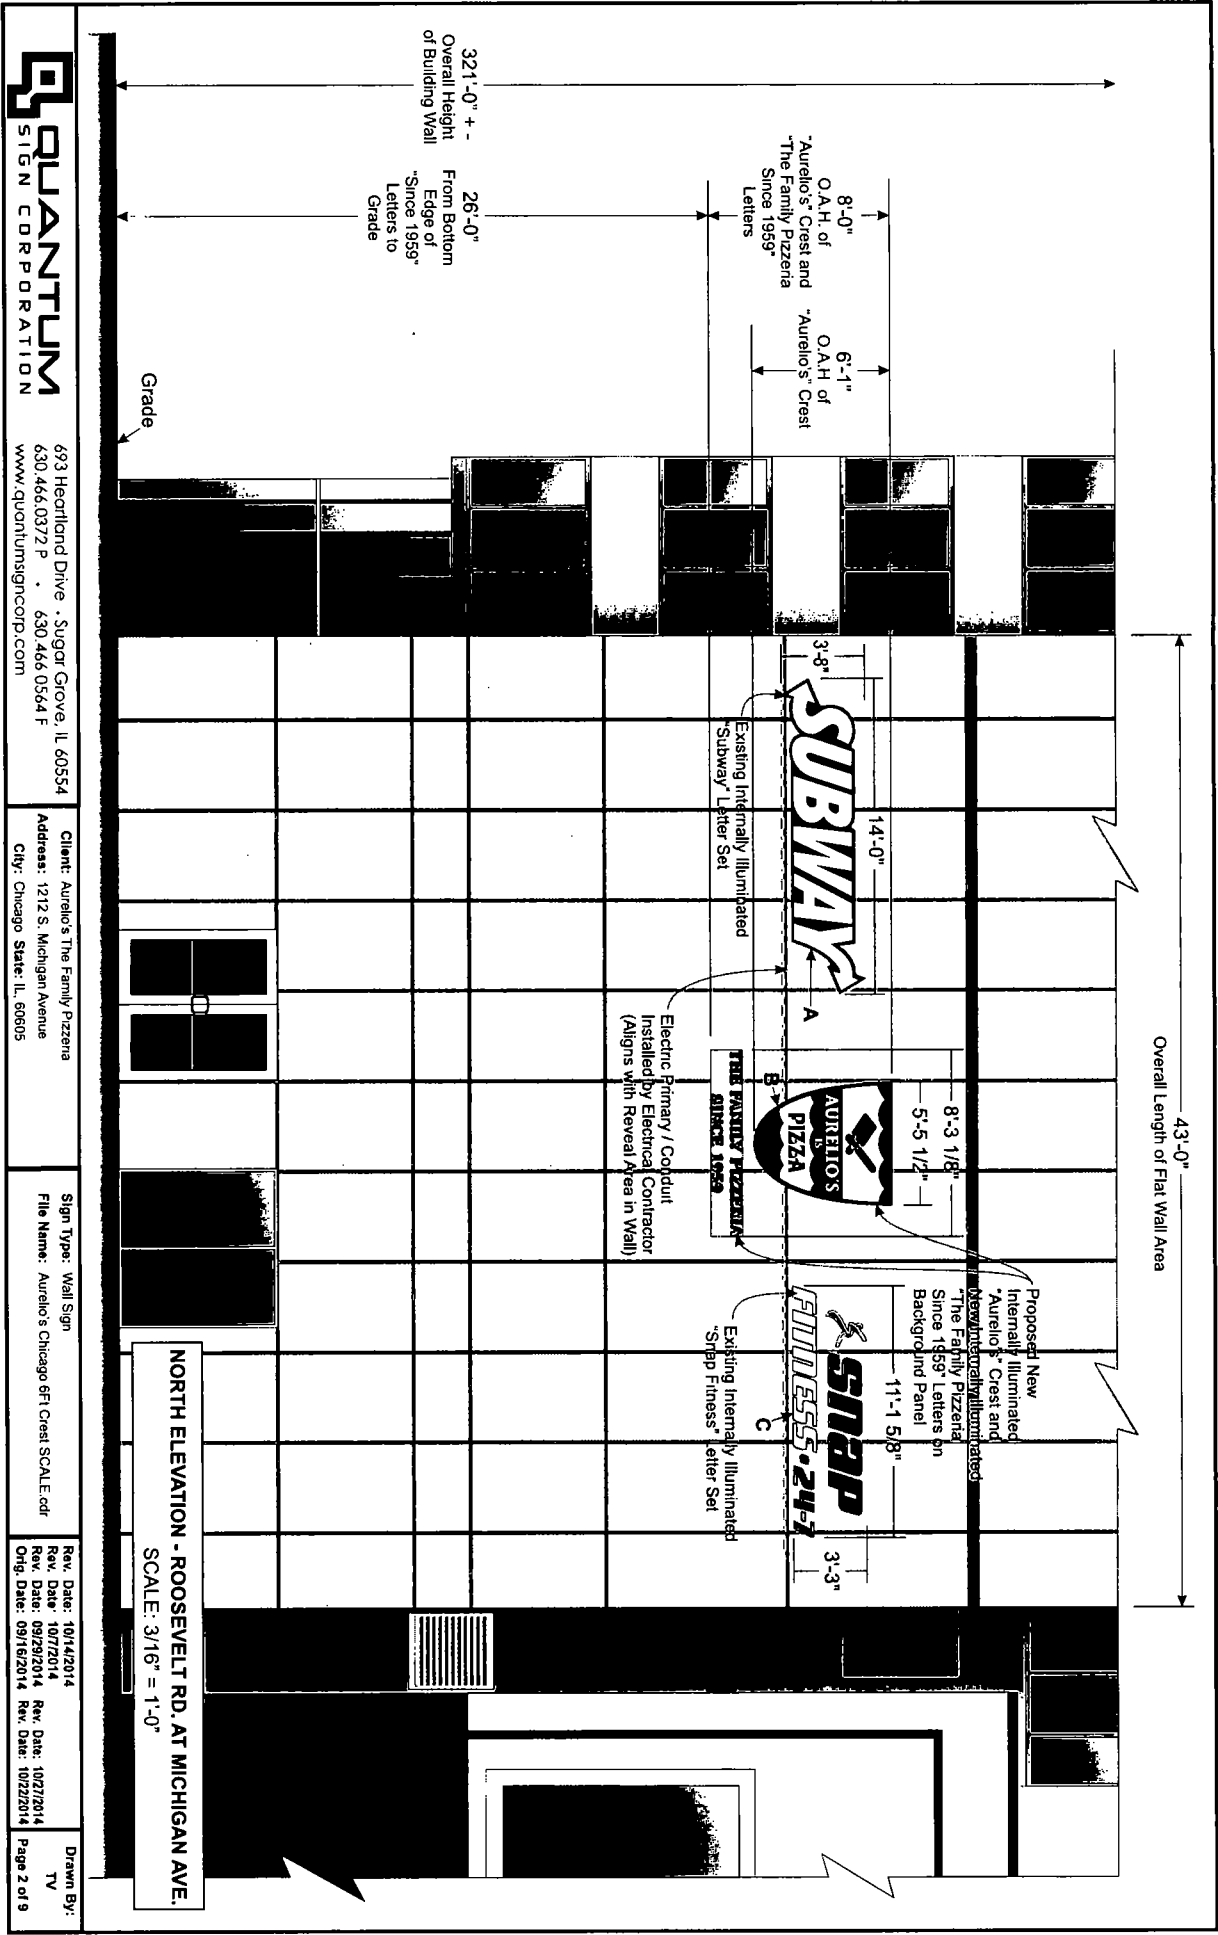 321'-0" + -
Overall Height
of Building Wall
26'-0"
From Bottom
Edge of
"Since 1959"
Letters to
Grade
8'-0"
O.A.H. of
"Aurelio's" Crest and
"The Family Pizzeria
Since 1959"
Letters
6'-1"
O.A.H of
"Aurelio's" Crest
Grade
43'-0"
Overall Length of Flat Wall Area
3'-8"
14'-0"
SUBWAY
A
Existing Internally Illuminated
"Subway" Letter Set
Electric Primary / Conduit
Installed by Electrical Contractor
(Aligns with Reveal Area in Wall)
8'-3 1/8"
5'-5 1/2"
AURELIO'S
IS
PIZZA
B
THE FAMILY PIZZERIA
SINCE 1959
Proposed New
Internally Illuminated
"Aurelio's" Crest and
New Internally Illuminated
"The Family Pizzeria
Since 1959" Letters on
Background Panel
11'-1 5/8"
snap
FITNESS·24-7
3'-3"
C
Existing Internally Illuminated
"Snap Fitness" Letter Set
NORTH ELEVATION - ROOSEVELT RD. AT MICHIGAN AVE.
SCALE: 3/16" = 1'-0"
QUANTUM
SIGN CORPORATION
693 Heartland Drive · Sugar Grove, IL 60554
630.466.0372 P · 630.466 0564 F
www.quantumsigncorp.com
Client: Aurelio's The Family Pizzeria
Address: 1212 S. Michigan Avenue
City: Chicago State: IL. 60605
Sign Type: Wall Sign
File Name: Aurelio's Chicago 6Ft Crest SCALE.cdr
Rev. Date: 10/14/2014
Rev. Date' 10/7/2014 Rev. Date: 10/27/2014
Rev. Date: 09/29/2014 Rev. Date: 10/22/2014
Orig. Date: 09/16/2014
Drawn By:
TV
Page 2 of 9